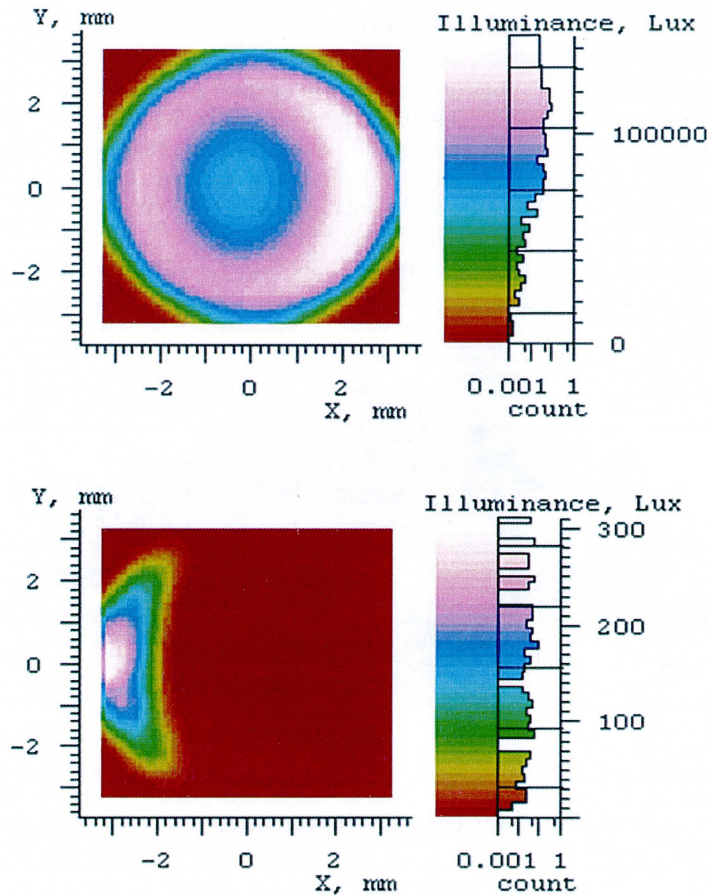 Y, mm Illuminance, Lux
2
100000
0
-2
0
-2 0 2 0.001 1
X, mm count
Y, mm Illuminance, Lux
300
2
200
0
100
-2
-2 0 2 0.001 1
X, mm count